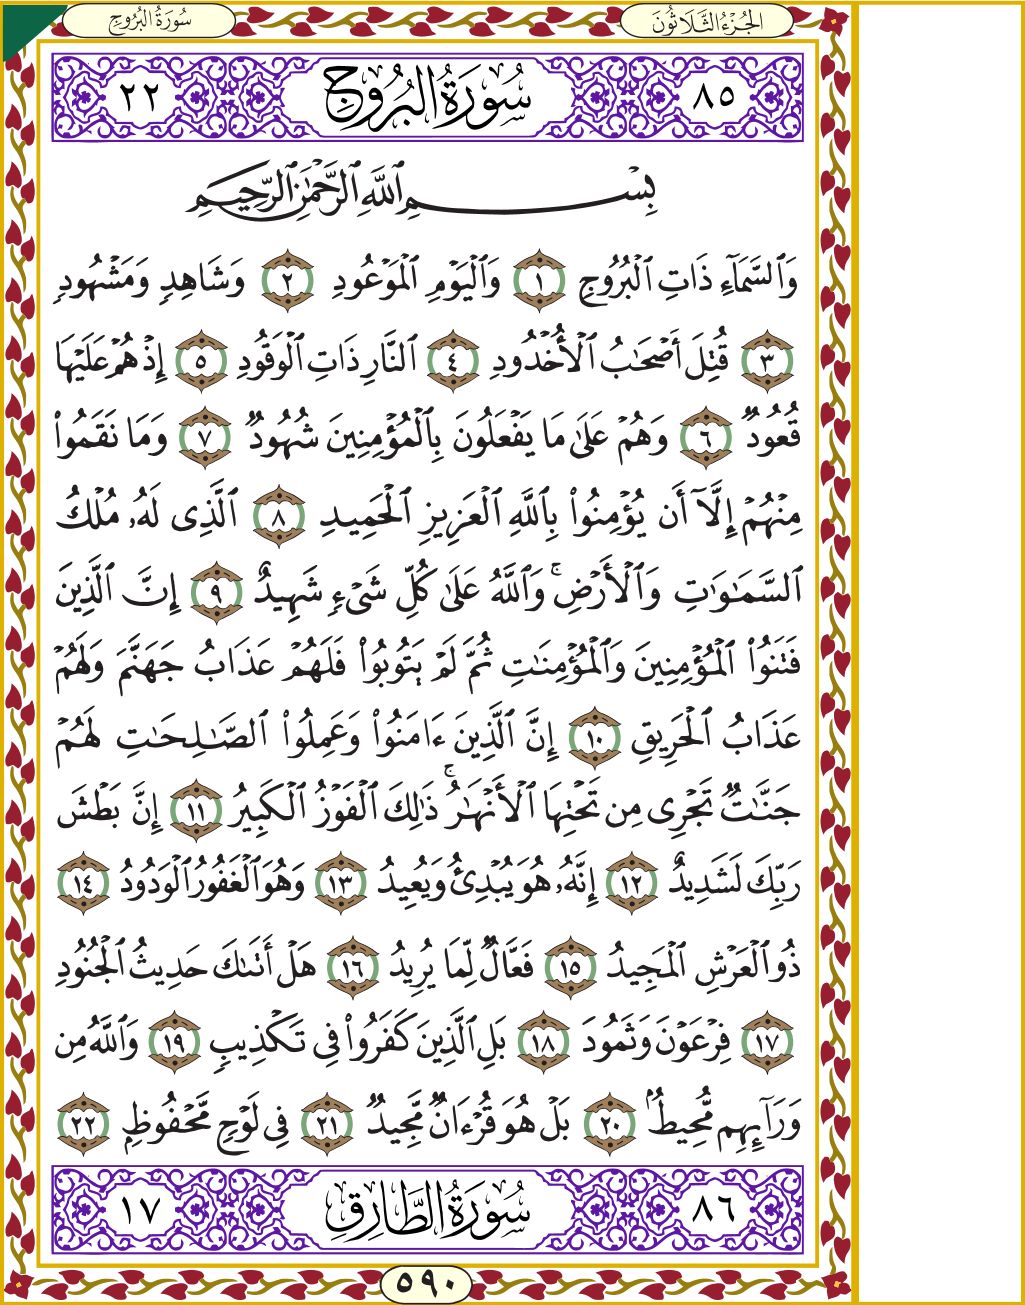 الجُزْءُ الثَّلَاثُونَ
سُورَةُ البُرُوجِ
٨٥
سُورَةُ البُرُوجِ
٢٢
بِسْمِ ٱللَّهِ ٱلرَّحْمَٰنِ ٱلرَّحِيمِ
وَٱلسَّمَآءِ ذَاتِ ٱلْبُرُوجِ ١ وَٱلْيَوْمِ ٱلْمَوْعُودِ ٢ وَشَاهِدٍ وَمَشْهُودٍ
٣ قُتِلَ أَصْحَٰبُ ٱلْأُخْدُودِ ٤ ٱلنَّارِ ذَاتِ ٱلْوَقُودِ ٥ إِذْ هُمْ عَلَيْهَا
قُعُودٌ ٦ وَهُمْ عَلَىٰ مَا يَفْعَلُونَ بِٱلْمُؤْمِنِينَ شُهُودٌ ٧ وَمَا نَقَمُوا۟
مِنْهُمْ إِلَّآ أَن يُؤْمِنُوا۟ بِٱللَّهِ ٱلْعَزِيزِ ٱلْحَمِيدِ ٨ ٱلَّذِى لَهُۥ مُلْكُ
ٱلسَّمَٰوَٰتِ وَٱلْأَرْضِ ۚ وَٱللَّهُ عَلَىٰ كُلِّ شَىْءٍ شَهِيدٌ ٩ إِنَّ ٱلَّذِينَ
فَتَنُوا۟ ٱلْمُؤْمِنِينَ وَٱلْمُؤْمِنَٰتِ ثُمَّ لَمْ يَتُوبُوا۟ فَلَهُمْ عَذَابُ جَهَنَّمَ وَلَهُمْ
عَذَابُ ٱلْحَرِيقِ ١٠ إِنَّ ٱلَّذِينَ ءَامَنُوا۟ وَعَمِلُوا۟ ٱلصَّٰلِحَٰتِ لَهُمْ
جَنَّٰتٌ تَجْرِى مِن تَحْتِهَا ٱلْأَنْهَٰرُ ۚ ذَٰلِكَ ٱلْفَوْزُ ٱلْكَبِيرُ ١١ إِنَّ بَطْشَ
رَبِّكَ لَشَدِيدٌ ١٢ إِنَّهُۥ هُوَ يُبْدِئُ وَيُعِيدُ ١٣ وَهُوَ ٱلْغَفُورُ ٱلْوَدُودُ ١٤
ذُو ٱلْعَرْشِ ٱلْمَجِيدُ ١٥ فَعَّالٌ لِّمَا يُرِيدُ ١٦ هَلْ أَتَىٰكَ حَدِيثُ ٱلْجُنُودِ
١٧ فِرْعَوْنَ وَثَمُودَ ١٨ بَلِ ٱلَّذِينَ كَفَرُوا۟ فِى تَكْذِيبٍ ١٩ وَٱللَّهُ مِن
وَرَآئِهِم مُّحِيطٌۢ ٢٠ بَلْ هُوَ قُرْءَانٌ مَّجِيدٌ ٢١ فِى لَوْحٍ مَّحْفُوظٍ ٢٢
٨٦
سُورَةُ الطَّارِقِ
١٧
٥٩٠